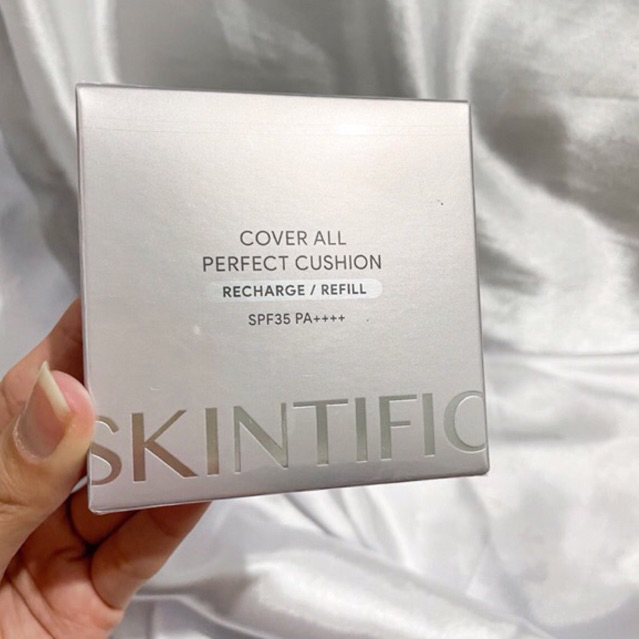 COVER ALL
PERFECT CUSHION
RECHARGE / REFILL
SPF35 PA++++
SKINTIFIC